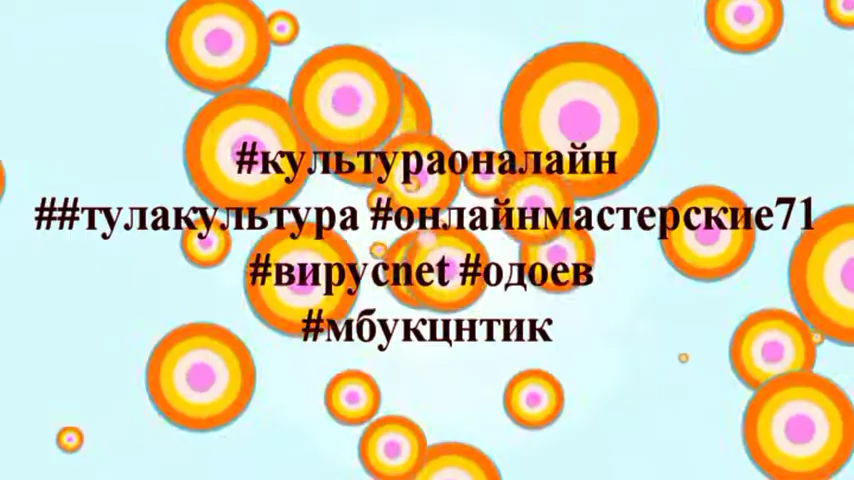 #культураоналайн
##тулакультура #онлайнмастерские71
#вирусnet #одоев
#мбукцнтик